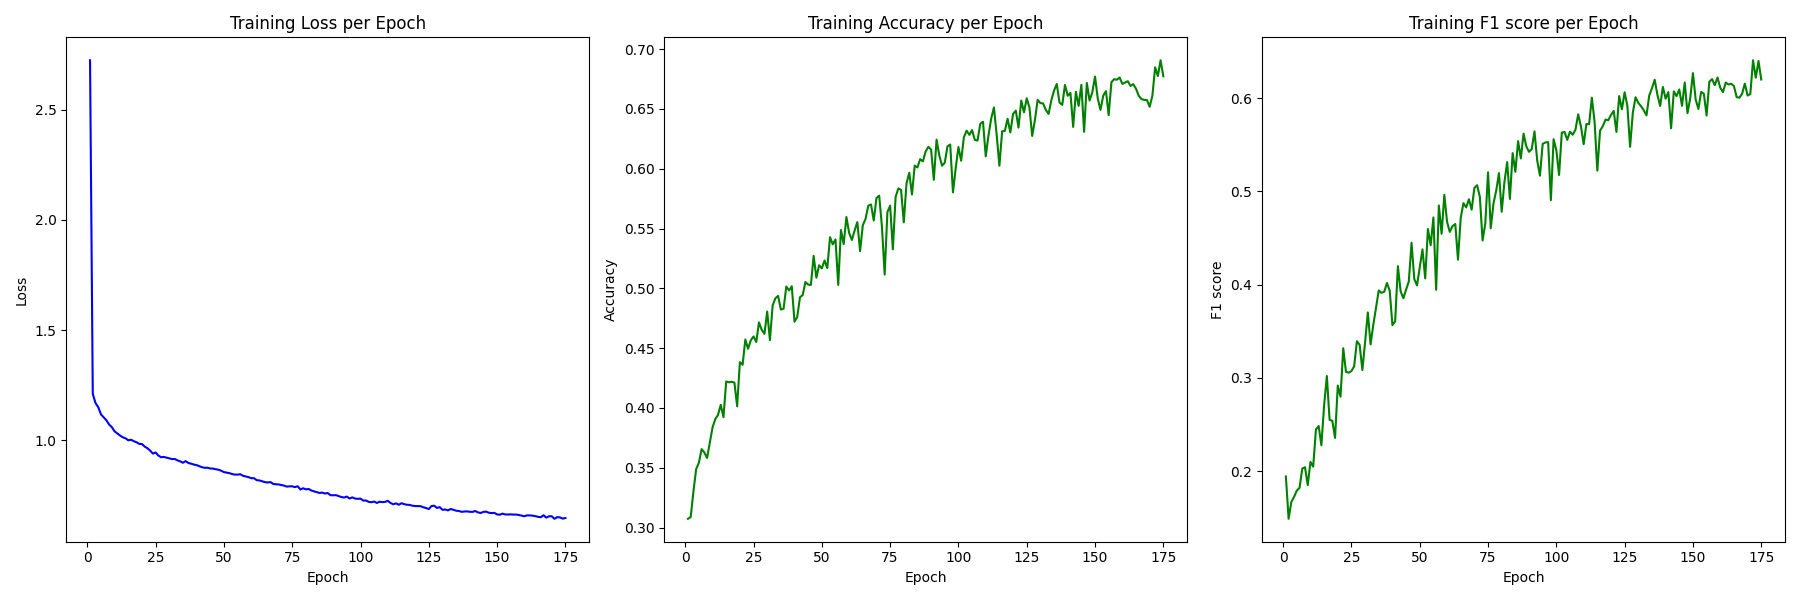 Training Loss per Epoch
2.5
2.0
1.5
1.0
Loss
0 25 50 75 100 125 150 175
Epoch
Training Accuracy per Epoch
0.70
0.65
0.60
0.55
0.50
0.45
0.40
0.35
0.30
Accuracy
0 25 50 75 100 125 150 175
Epoch
Training F1 score per Epoch
0.6
0.5
0.4
0.3
0.2
F1 score
0 25 50 75 100 125 150 175
Epoch